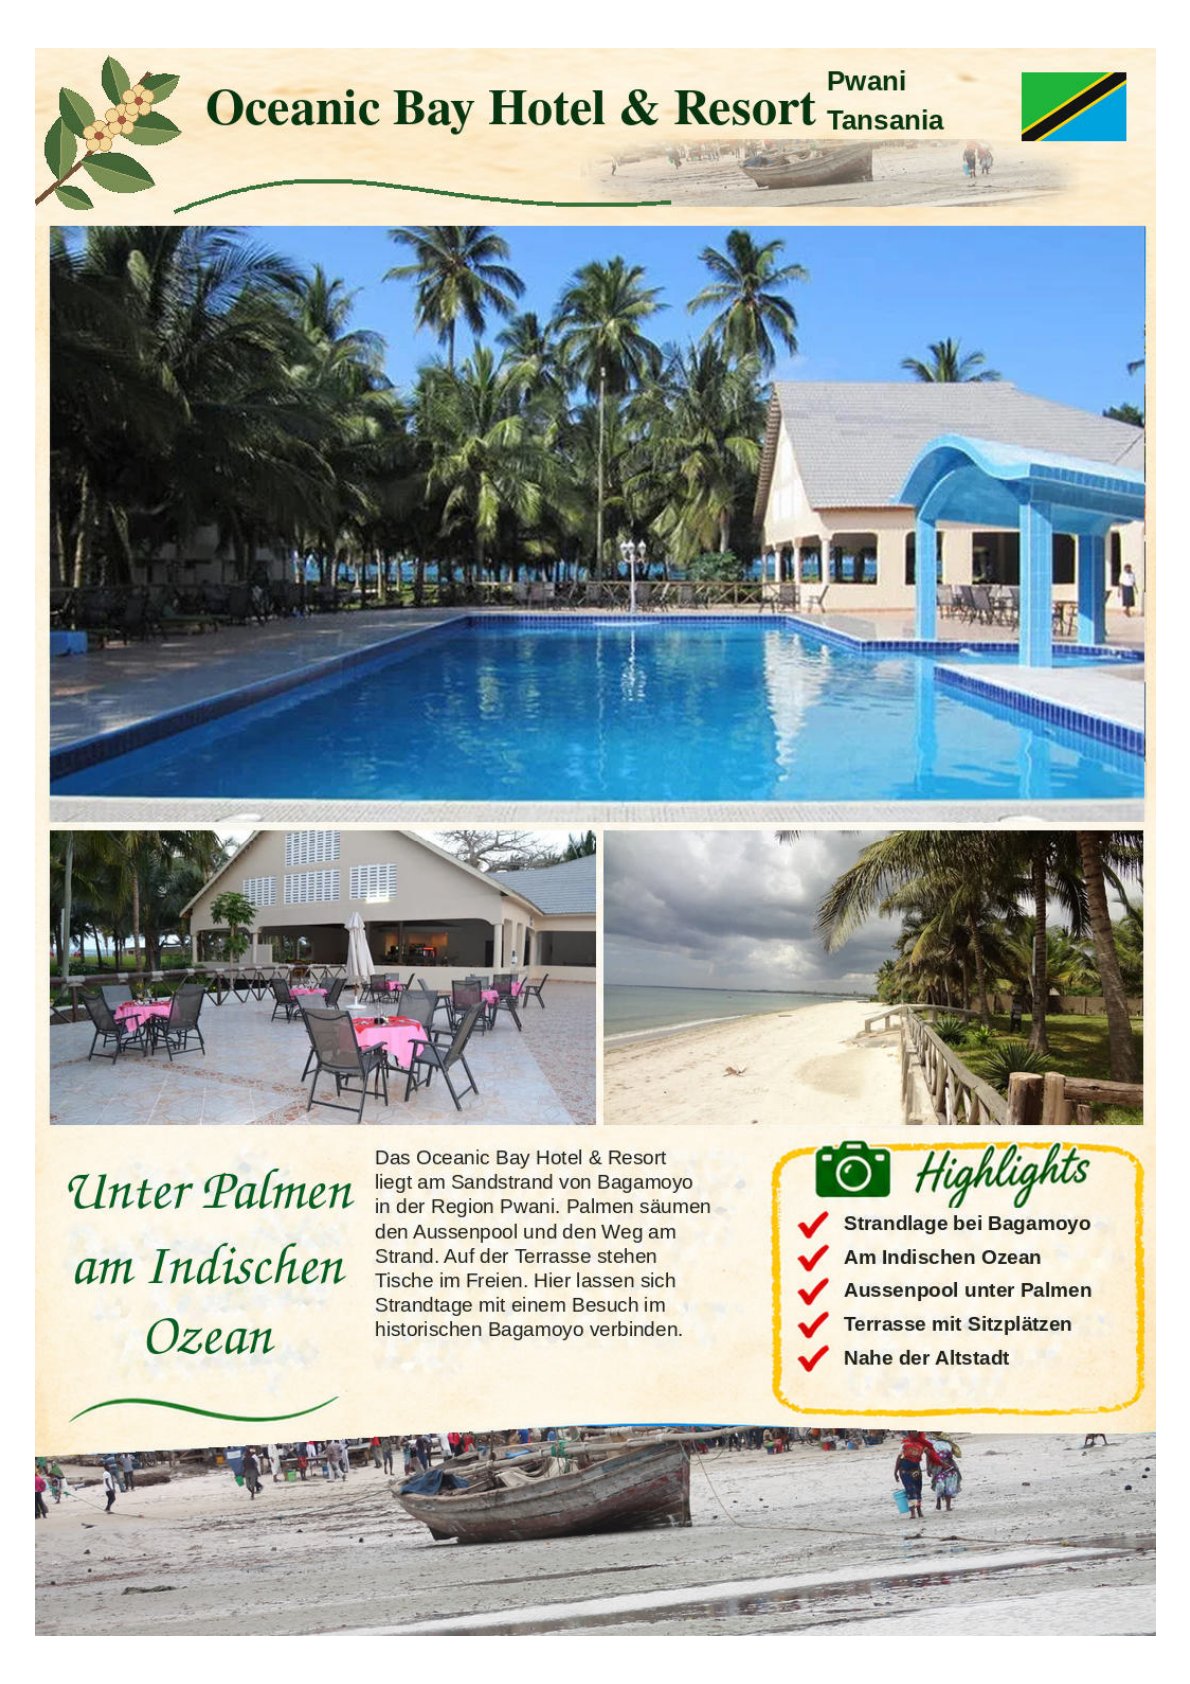 Oceanic Bay Hotel & Resort
Pwani
Tansania
Unter Palmen
am Indischen
Ozean
Das Oceanic Bay Hotel & Resort
liegt am Sandstrand von Bagamoyo
in der Region Pwani. Palmen säumen
den Aussenpool und den Weg am
Strand. Auf der Terrasse stehen
Tische im Freien. Hier lassen sich
Strandtage mit einem Besuch im
historischen Bagamoyo verbinden.
Highlights
Strandlage bei Bagamoyo
Am Indischen Ozean
Aussenpool unter Palmen
Terrasse mit Sitzplätzen
Nahe der Altstadt